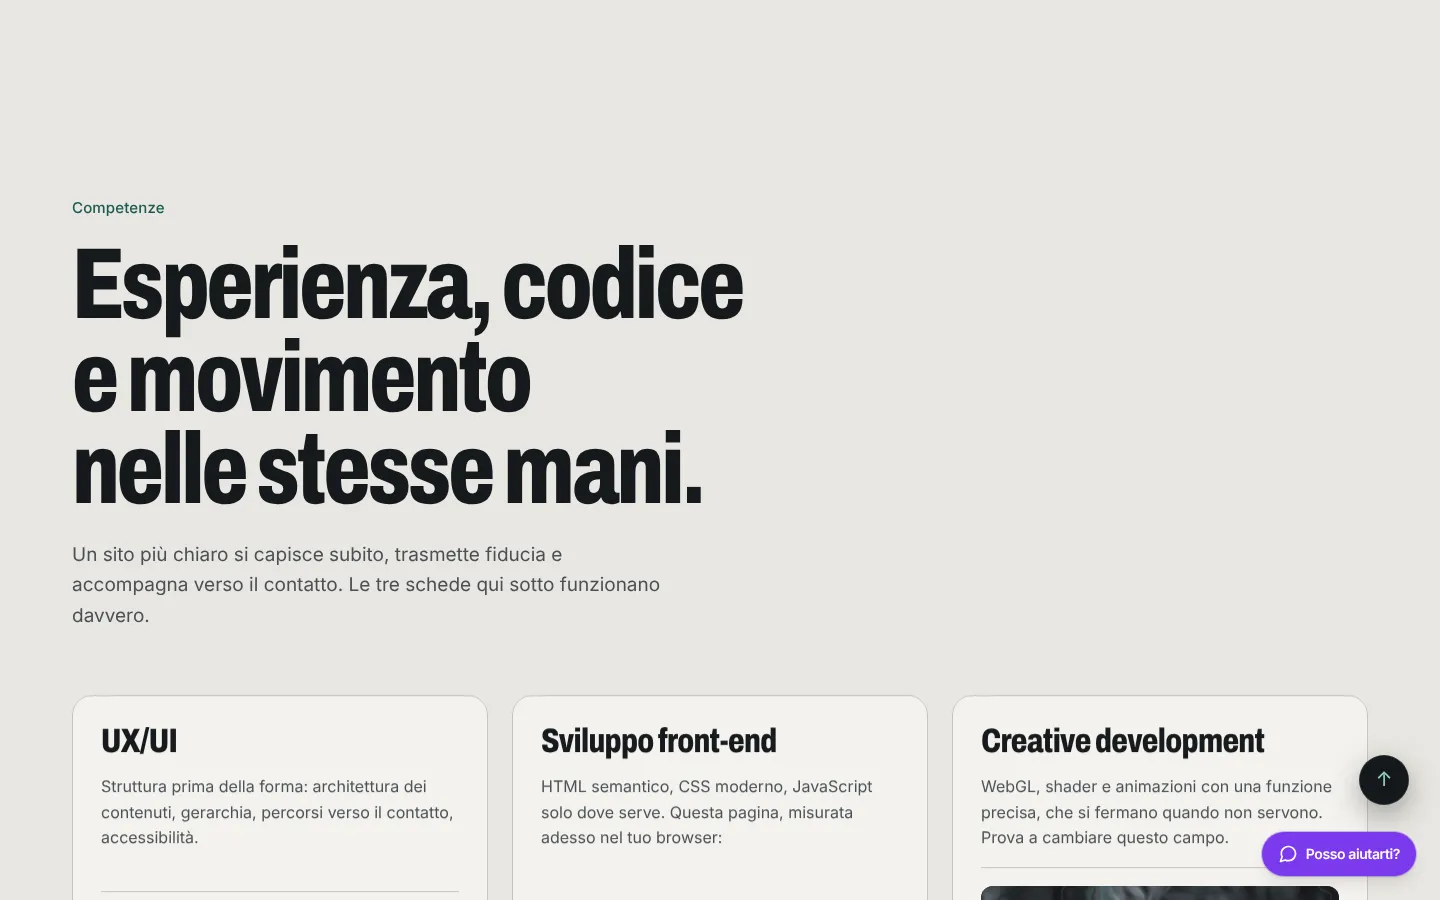 Competenze
Esperienza, codice
e movimento
nelle stesse mani.
Un sito più chiaro si capisce subito, trasmette fiducia e
accompagna verso il contatto. Le tre schede qui sotto funzionano
davvero.
UX/UI
Struttura prima della forma: architettura dei
contenuti, gerarchia, percorsi verso il contatto,
accessibilità.
Sviluppo front-end
HTML semantico, CSS moderno, JavaScript
solo dove serve. Questa pagina, misurata
adesso nel tuo browser:
Creative development
WebGL, shader e animazioni con una funzione
precisa, che si fermano quando non servono.
Prova a cambiare questo campo.
Posso aiutarti?